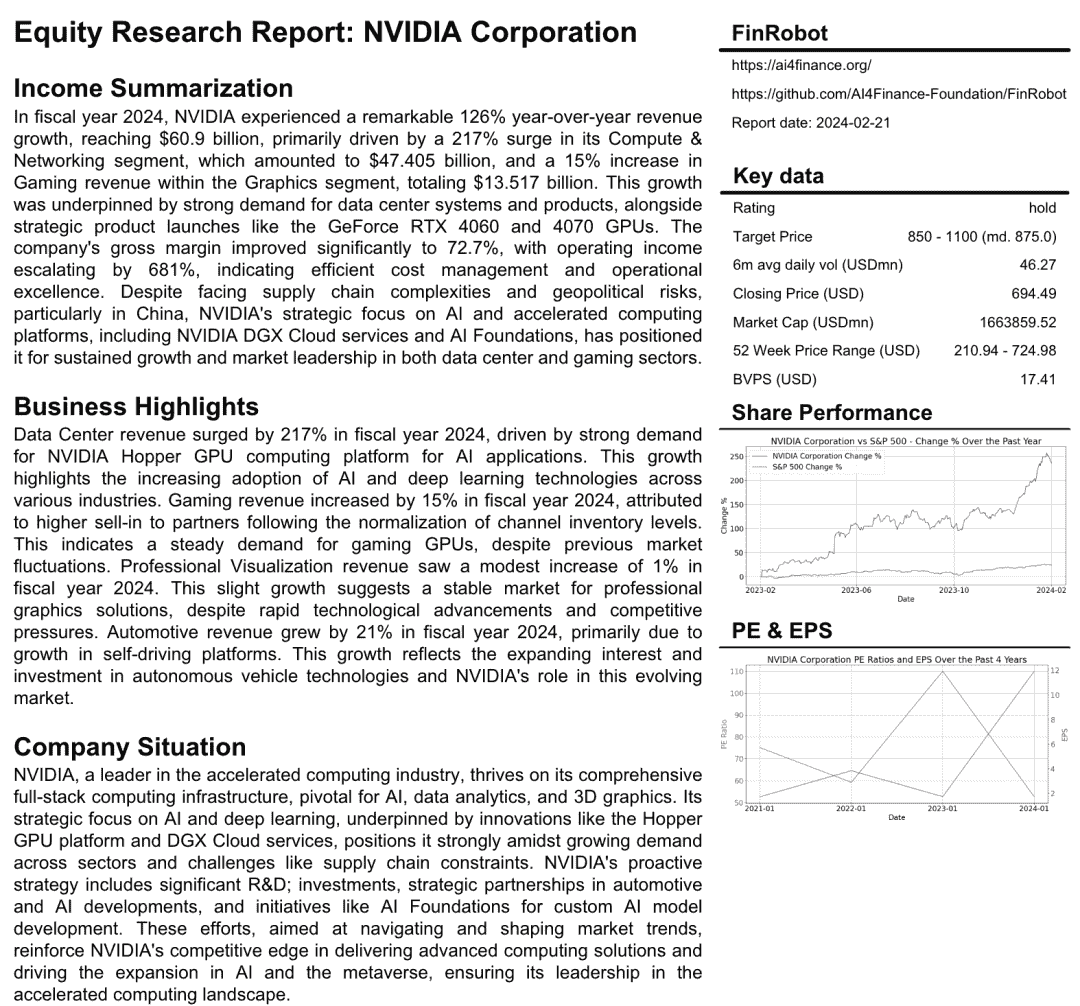 Equity Research Report: NVIDIA Corporation
Income Summarization
In fiscal year 2024, NVIDIA experienced a remarkable 126% year-over-year revenue
growth, reaching $60.9 billion, primarily driven by a 217% surge in its Compute &
Networking segment, which amounted to $47.405 billion, and a 15% increase in
Gaming revenue within the Graphics segment, totaling $13.517 billion. This growth
was underpinned by strong demand for data center systems and products, alongside
strategic product launches like the GeForce RTX 4060 and 4070 GPUs. The
company's gross margin improved significantly to 72.7%, with operating income
escalating by 681%, indicating efficient cost management and operational
excellence. Despite facing supply chain complexities and geopolitical risks,
particularly in China, NVIDIA's strategic focus on AI and accelerated computing
platforms, including NVIDIA DGX Cloud services and AI Foundations, has positioned
it for sustained growth and market leadership in both data center and gaming sectors.
Business Highlights
Data Center revenue surged by 217% in fiscal year 2024, driven by strong demand
for NVIDIA Hopper GPU computing platform for AI applications. This growth
highlights the increasing adoption of AI and deep learning technologies across
various industries. Gaming revenue increased by 15% in fiscal year 2024, attributed
to higher sell-in to partners following the normalization of channel inventory levels.
This indicates a steady demand for gaming GPUs, despite previous market
fluctuations. Professional Visualization revenue saw a modest increase of 1% in
fiscal year 2024. This slight growth suggests a stable market for professional
graphics solutions, despite rapid technological advancements and competitive
pressures. Automotive revenue grew by 21% in fiscal year 2024, primarily due to
growth in self-driving platforms. This growth reflects the expanding interest and
investment in autonomous vehicle technologies and NVIDIA's role in this evolving
market.
Company Situation
NVIDIA, a leader in the accelerated computing industry, thrives on its comprehensive
full-stack computing infrastructure, pivotal for AI, data analytics, and 3D graphics. Its
strategic focus on AI and deep learning, underpinned by innovations like the Hopper
GPU platform and DGX Cloud services, positions it strongly amidst growing demand
across sectors and challenges like supply chain constraints. NVIDIA's proactive
strategy includes significant R&D; investments, strategic partnerships in automotive
and AI developments, and initiatives like AI Foundations for custom AI model
development. These efforts, aimed at navigating and shaping market trends,
reinforce NVIDIA's competitive edge in delivering advanced computing solutions and
driving the expansion in AI and the metaverse, ensuring its leadership in the
accelerated computing landscape.
FinRobot
https://ai4finance.org/
https://github.com/AI4Finance-Foundation/FinRobot
Report date: 2024-02-21
Key data
Rating hold
Target Price 850 - 1100 (md. 875.0)
6m avg daily vol (USDmn) 46.27
Closing Price (USD) 694.49
Market Cap (USDmn) 1663859.52
52 Week Price Range (USD) 210.94 - 724.98
BVPS (USD) 17.41
Share Performance
NVIDIA Corporation vs S&P 500 - Change % Over the Past Year
NVIDIA Corporation Change %
S&P 500 Change %
Change %
250
200
150
100
50
0
2023-02 2023-06 2023-10 2024-02
Date
PE & EPS
NVIDIA Corporation PE Ratios and EPS Over the Past 4 Years
PE Ratio
110
100
90
80
70
60
50
12
10
8
6
4
2
EPS
2021-01 2022-01 2023-01 2024-01
Date